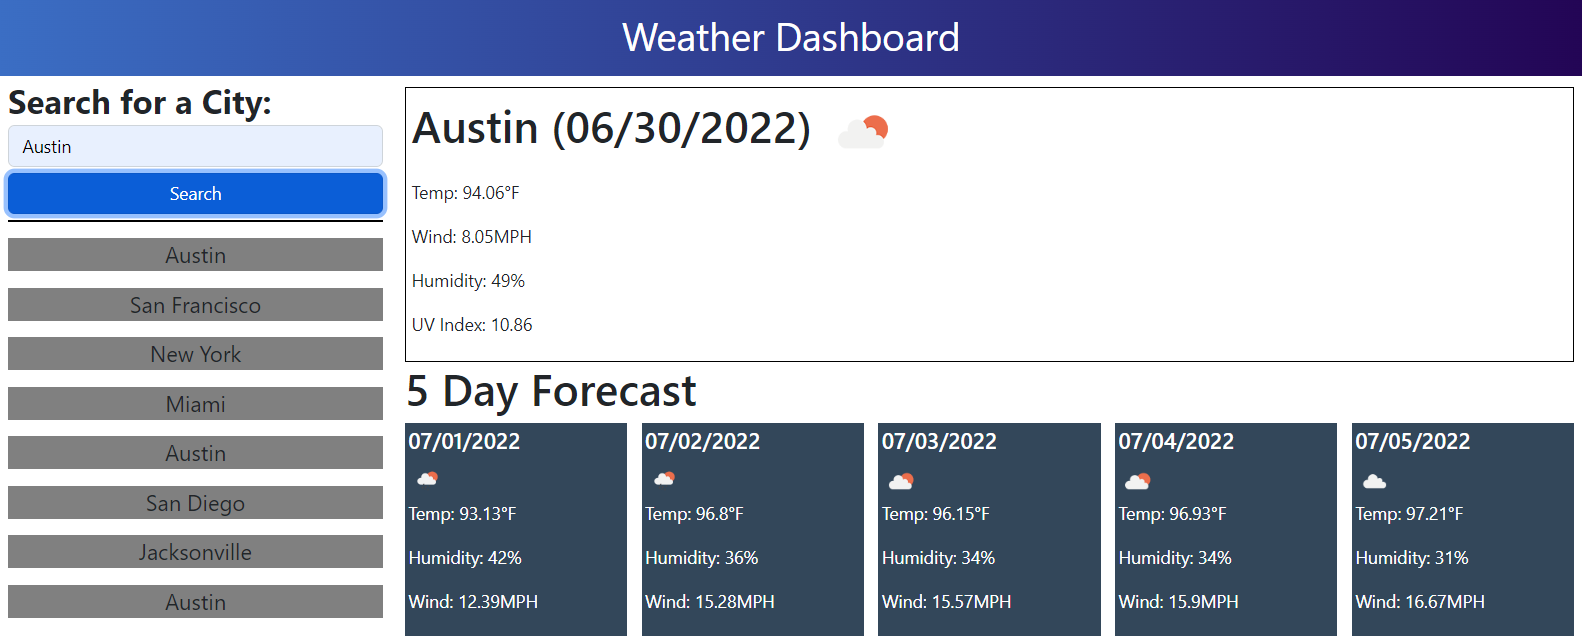 Weather Dashboard
Search for a City:
Austin
Search
Austin
San Francisco
New York
Miami
Austin
San Diego
Jacksonville
Austin
Austin (06/30/2022)
Temp: 94.06°F
Wind: 8.05MPH
Humidity: 49%
UV Index: 10.86
5 Day Forecast
07/01/2022
Temp: 93.13°F
Humidity: 42%
Wind: 12.39MPH
07/02/2022
Temp: 96.8°F
Humidity: 36%
Wind: 15.28MPH
07/03/2022
Temp: 96.15°F
Humidity: 34%
Wind: 15.57MPH
07/04/2022
Temp: 96.93°F
Humidity: 34%
Wind: 15.9MPH
07/05/2022
Temp: 97.21°F
Humidity: 31%
Wind: 16.67MPH